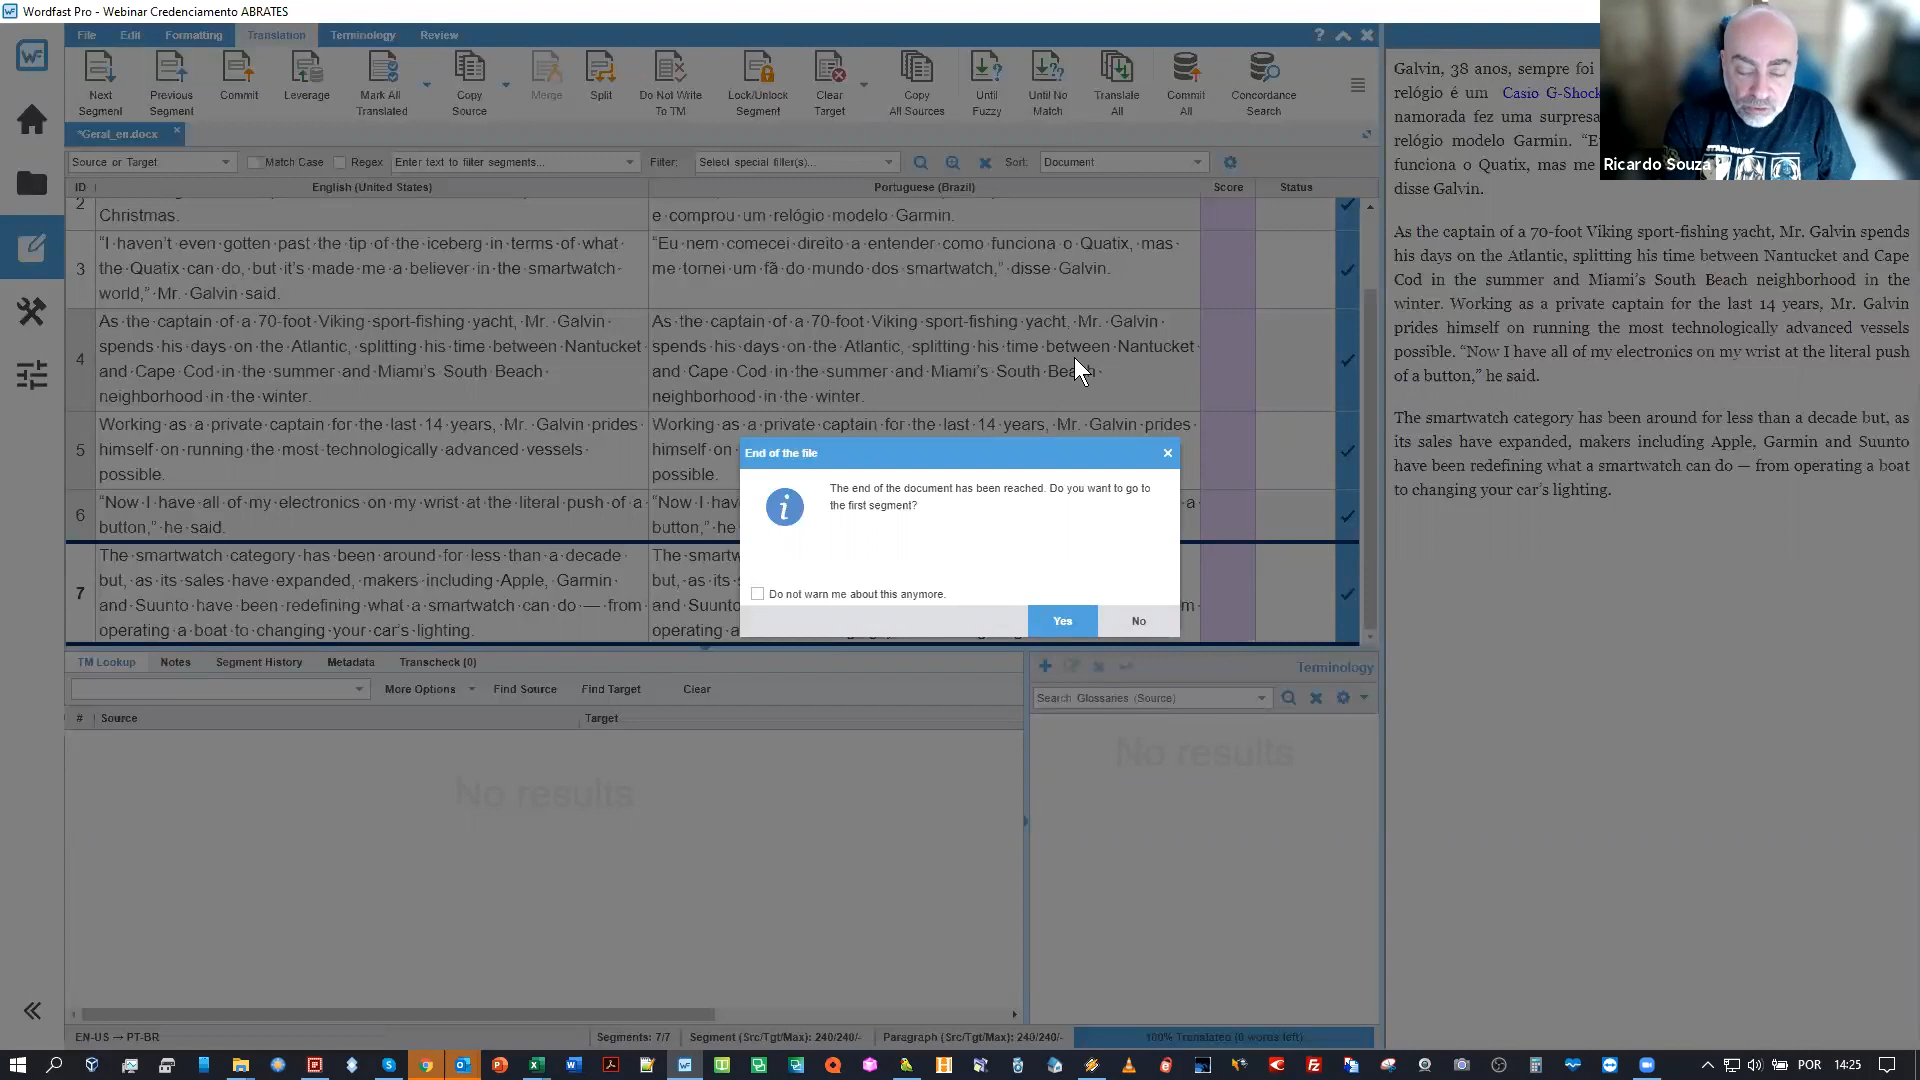 Wordfast Pro - Webinar Credenciamento ABRATES
File Edit Formatting Translation Terminology Review
Next Segment
Previous Segment
Commit
Leverage
Mark All Translated
Copy Source
Merge
Split
Do Not Write To TM
Lock/Unlock Segment
Clear Target
Copy All Sources
Until Fuzzy
Until No Match
Translate All
Commit All
Concordance Search
*Geral_en.docx
Source or Target Match Case Regex Enter text to filter segments... Filter: Select special filter(s)... Sort: Document
ID English (United States) Portuguese (Brazil) Score Status
2
Christmas.
e comprou um relógio modelo Garmin.
3
“I haven’t even gotten past the tip of the iceberg in terms of what
the Quatix can do, but it’s made me a believer in the smartwatch
world,” Mr. Galvin said.
“Eu nem comecei direito a entender como funciona o Quatix, mas
me tornei um fã do mundo dos smartwatch,” disse Galvin.
4
As the captain of a 70-foot Viking sport-fishing yacht, Mr. Galvin
spends his days on the Atlantic, splitting his time between Nantucket
and Cape Cod in the summer and Miami’s South Beach
neighborhood in the winter.
As the captain of a 70-foot Viking sport-fishing yacht, Mr. Galvin
spends his days on the Atlantic, splitting his time between Nantucket
and Cape Cod in the summer and Miami’s South Beach
neighborhood in the winter.
5
Working as a private captain for the last 14 years, Mr. Galvin prides
himself on running the most technologically advanced vessels
possible.
Working as a private captain for the last 14 years, Mr. Galvin prides
himself on
possible.
6
“Now I have all of my electronics on my wrist at the literal push of a
button,” he said.
“Now I hav a
button,” he
7
The smartwatch category has been around for less than a decade
but, as its sales have expanded, makers including Apple, Garmin
and Suunto have been redefining what a smartwatch can do — from
operating a boat to changing your car’s lighting.
The smartw
but, as its s
and Suunto m
operating a
End of the file
The end of the document has been reached. Do you want to go to
the first segment?
Do not warn me about this anymore.
Yes No
TM Lookup Notes Segment History Metadata Transcheck (0)
More Options Find Source Find Target Clear
# Source Target
No results
Terminology
Search Glossaries (Source)
No results
EN-US → PT-BR Segments: 7/7 Segment (Src/Tgt/Max): 240/240/- Paragraph (Src/Tgt/Max): 240/240/- 100% Translated (0 words left)
Galvin, 38 anos, sempre foi
relógio é um Casio G-Shock
namorada fez uma surpresa
relógio modelo Garmin. “E
funciona o Quatix, mas me
disse Galvin.
As the captain of a 70-foot Viking sport-fishing yacht, Mr. Galvin spends
his days on the Atlantic, splitting his time between Nantucket and Cape
Cod in the summer and Miami’s South Beach neighborhood in the
winter. Working as a private captain for the last 14 years, Mr. Galvin
prides himself on running the most technologically advanced vessels
possible. “Now I have all of my electronics on my wrist at the literal push
of a button,” he said.
The smartwatch category has been around for less than a decade but, as
its sales have expanded, makers including Apple, Garmin and Suunto
have been redefining what a smartwatch can do — from operating a boat
to changing your car’s lighting.
Ricardo Souza
STAR WARS
POR 14:25